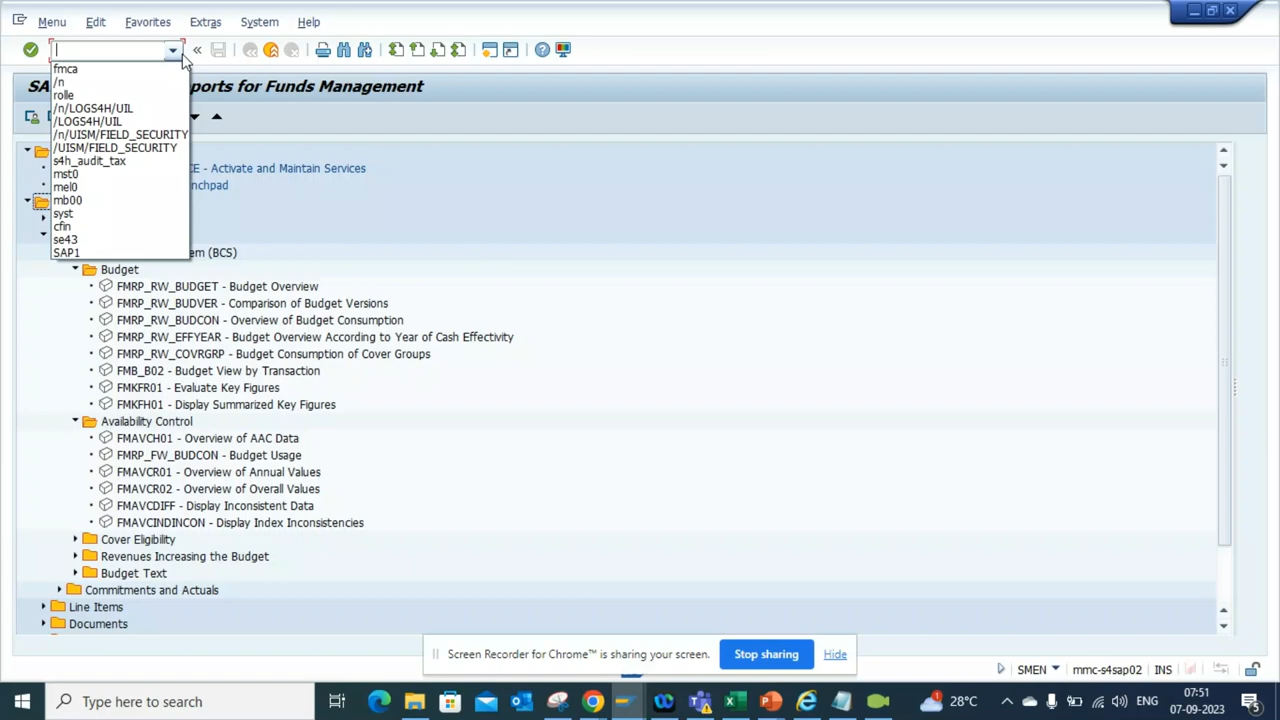 Menu Edit Favorites Extras System Help
fmca
/n
rolle
/n/LOGS4H/UIL
/LOGS4H/UIL
/n/UISM/FIELD_SECURITY
/UISM/FIELD_SECURITY
s4h_audit_tax
mst0
mel0
mb00
syst
cfin
se43
SAP1
SA ports for Funds Management
CE - Activate and Maintain Services
nchpad
em (BCS)
Budget
FMRP_RW_BUDGET - Budget Overview
FMRP_RW_BUDVER - Comparison of Budget Versions
FMRP_RW_BUDCON - Overview of Budget Consumption
FMRP_RW_EFFYEAR - Budget Overview According to Year of Cash Effectivity
FMRP_RW_COVRGRP - Budget Consumption of Cover Groups
FMB_B02 - Budget View by Transaction
FMKFR01 - Evaluate Key Figures
FMKFH01 - Display Summarized Key Figures
Availability Control
FMAVCH01 - Overview of AAC Data
FMRP_FW_BUDCON - Budget Usage
FMAVCR01 - Overview of Annual Values
FMAVCR02 - Overview of Overall Values
FMAVCDIFF - Display Inconsistent Data
FMAVCINDINCON - Display Index Inconsistencies
Cover Eligibility
Revenues Increasing the Budget
Budget Text
Commitments and Actuals
Line Items
Documents
Screen Recorder for Chrome™ is sharing your screen. Stop sharing Hide
SMEN mmc-s4sap02 INS
Type here to search
28°C
ENG
07:51
07-09-2023
5